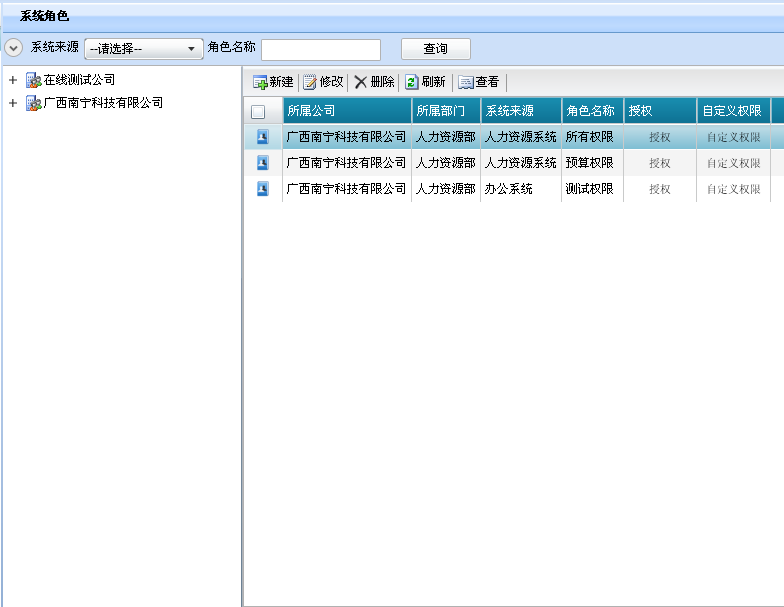 系统角色
系统来源 --请选择-- 角色名称 查询
在线测试公司
广西南宁科技有限公司
新建 修改 删除 刷新 查看
所属公司 所属部门 系统来源 角色名称 授权 自定义权限
广西南宁科技有限公司 人力资源部 人力资源系统 所有权限 授权 自定义权限
广西南宁科技有限公司 人力资源部 人力资源系统 预算权限 授权 自定义权限
广西南宁科技有限公司 人力资源部 办公系统 测试权限 授权 自定义权限